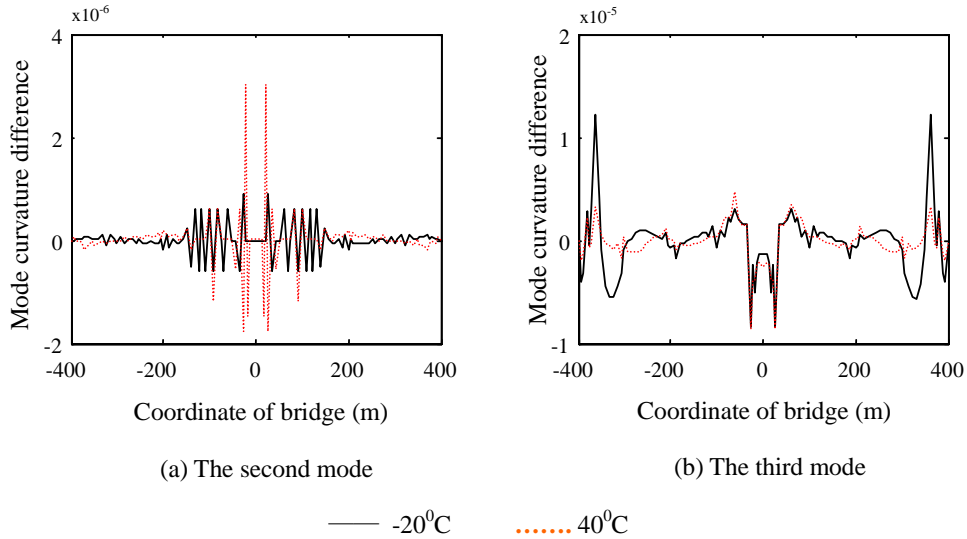 x10-6
4
2
0
-2
Mode curvature difference
-400 -200 0 200 400
Coordinate of bridge (m)
(a) The second mode
x10-5
2
1
0
-1
Mode curvature difference
-400 -200 0 200 400
Coordinate of bridge (m)
(b) The third mode
-20⁰C
40⁰C